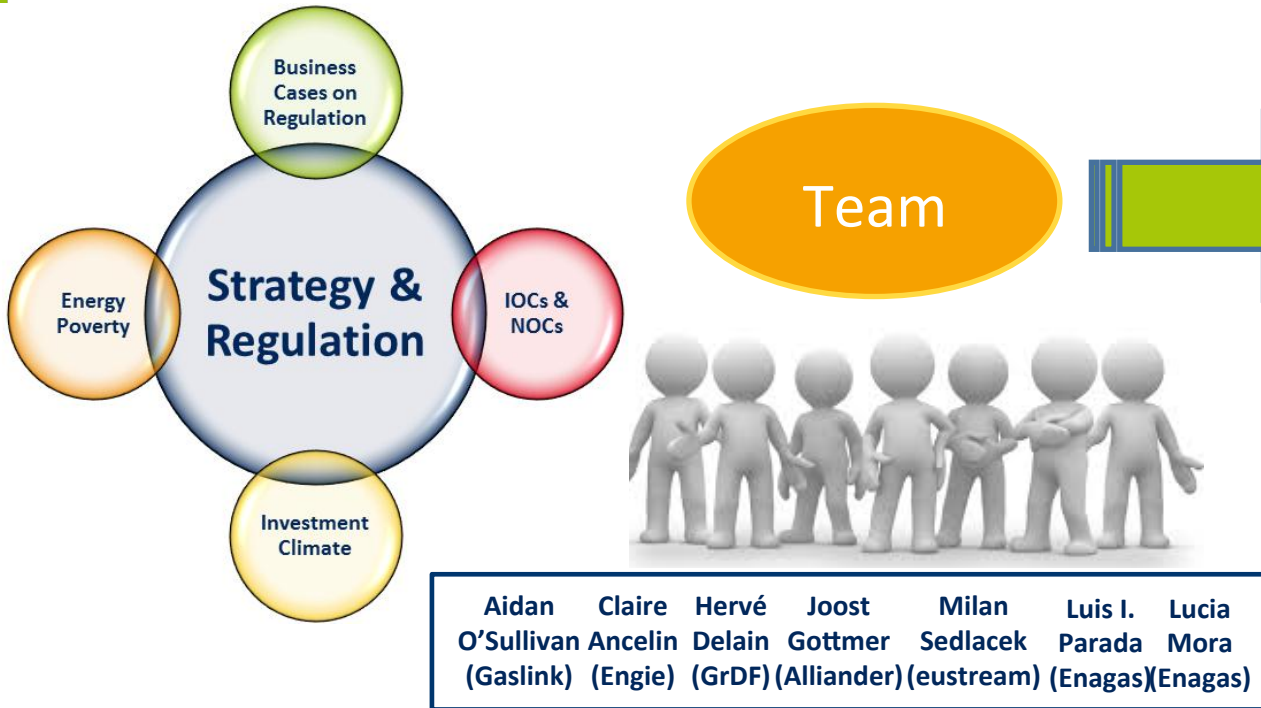 Business
Cases on
Regulation
Team
Energy
Poverty
Strategy &
Regulation
IOCs &
NOCs
Investment
Climate
Aidan
O’Sullivan
(Gaslink)
Claire
Ancelin
(Engie)
Hervé
Delain
(GrDF)
Joost
Gottmer
(Alliander)
Milan
Sedlacek
(eustream)
Luis I.
Parada
(Enagas)
Lucia
Mora
(Enagas)